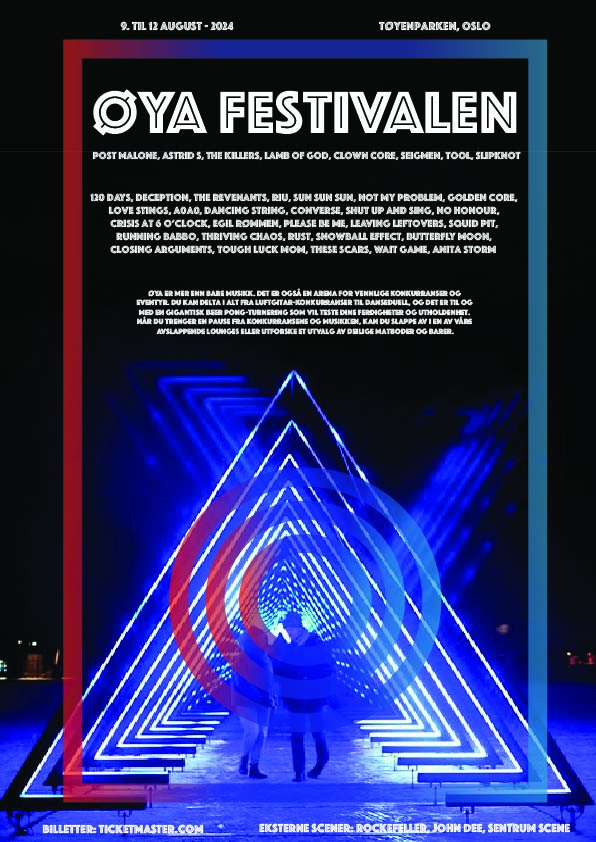 9. TIL 12 AUGUST - 2024
TØYENPARKEN, OSLO
ØYA FESTIVALEN
POST MALONE, ASTRID S, THE KILLERS, LAMB OF GOD, CLOWN CORE, SEIGMEN, TOOL, SLIPKNOT
120 DAYS, DECEPTION, THE REVENANTS, RIU, SUN SUN SUN, NOT MY PROBLEM, GOLDEN CORE,
LOVE STINGS, A0A0, DANCING STRING, CONVERSE, SHUT UP AND SING, NO HONOUR,
CRISIS AT 6 O'CLOCK, EGIL RØMMEN, PLEASE BE ME, LEAVING LEFTOVERS, SQUID PIT,
RUNNING BABBO, THRIVING CHAOS, RUST, SNOWBALL EFFECT, BUTTERFLY MOON,
CLOSING ARGUMENTS, TOUGH LUCK MOM, THESE SCARS, WAIT GAME, ANITA STORM
ØYA ER MER ENN BARE MUSIKK. DET ER OGSÅ EN ARENA FOR VENNLIGE KONKURRANSER OG
EVENTYR. DU KAN DELTA I ALT FRA LUFTGITAR-KONKURRANSER TIL DANSEDUELL, OG DET ER TIL OG
MED EN GIGANTISK BEER PONG-TURNERING SOM VIL TESTE DINE FERDIGHETER OG UTHOLDENHET.
NÅR DU TRENGER EN PAUSE FRA KONKURRANSENE OG MUSIKKEN, KAN DU SLAPPE AV I EN AV VÅRE
AVSLAPPENDE LOUNGES ELLER UTFORSKE ET UTVALG AV DEILIGE MATBODER OG BARER.
BILLETTER: TICKETMASTER.COM
EKSTERNE SCENER: ROCKEFELLER, JOHN DEE, SENTRUM SCENE